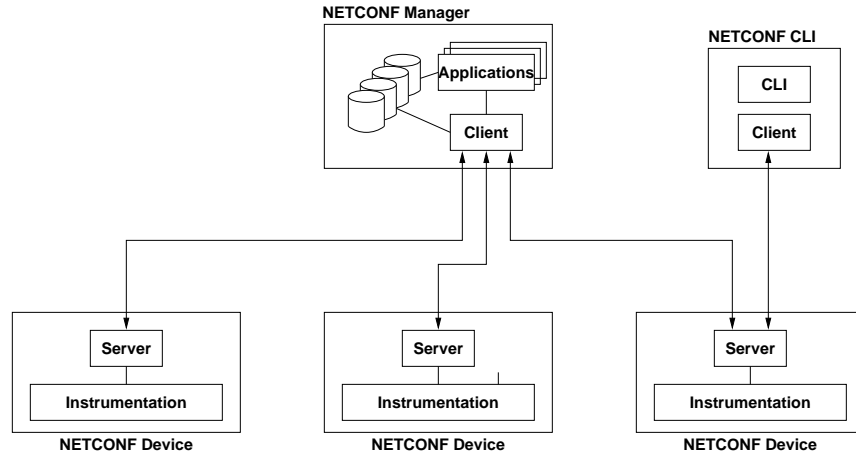 NETCONF Manager
NETCONF CLI
Applications
CLI
Client
Client
Server
Server
Server
Instrumentation
Instrumentation
Instrumentation
NETCONF Device
NETCONF Device
NETCONF Device